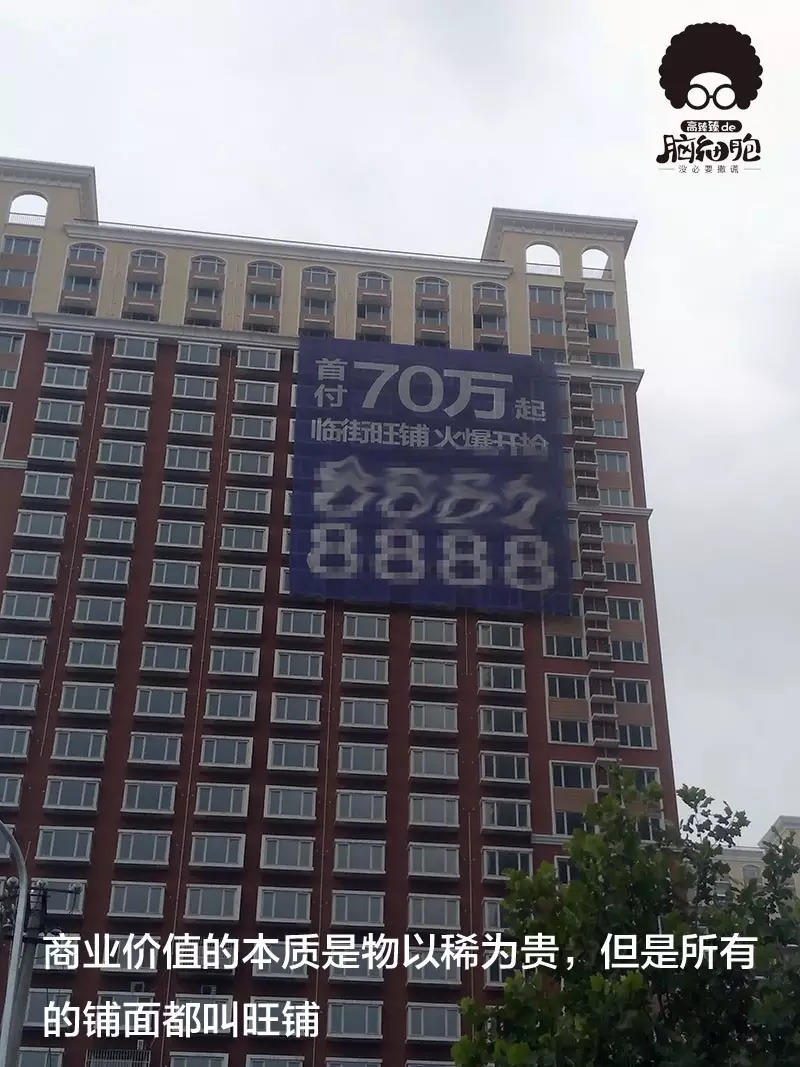 高臻臻de
脑细胞
没必要撒谎
首付70万起
临街旺铺 火爆开抢
8888
商业价值的本质是物以稀为贵，但是所有
的铺面都叫旺铺